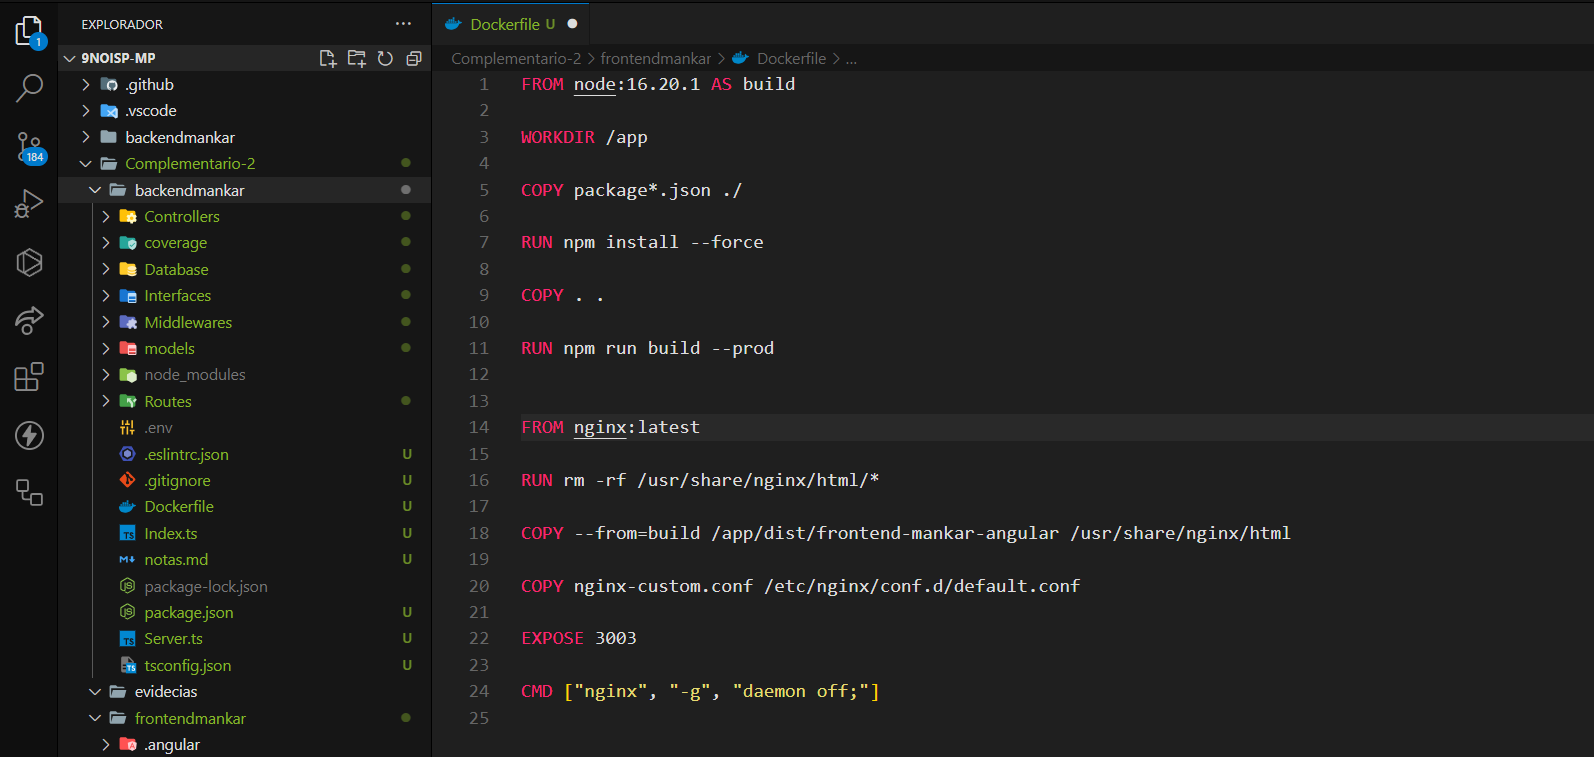 EXPLORADOR
Dockerfile U
1
9NOISP-MP
Complementario-2 > frontendmankar > Dockerfile > ...
.github
.vscode
backendmankar
184
Complementario-2
backendmankar
Controllers
coverage
Database
Interfaces
Middlewares
models
node_modules
Routes
.env
.eslintrc.json U
.gitignore U
Dockerfile U
Index.ts U
notas.md U
package-lock.json
package.json U
Server.ts U
tsconfig.json U
evidecias
frontendmankar
.angular
1 FROM node:16.20.1 AS build
2
3 WORKDIR /app
4
5 COPY package*.json ./
6
7 RUN npm install --force
8
9 COPY . .
10
11 RUN npm run build --prod
12
13
14 FROM nginx:latest
15
16 RUN rm -rf /usr/share/nginx/html/*
17
18 COPY --from=build /app/dist/frontend-mankar-angular /usr/share/nginx/html
19
20 COPY nginx-custom.conf /etc/nginx/conf.d/default.conf
21
22 EXPOSE 3003
23
24 CMD ["nginx", "-g", "daemon off;"]
25